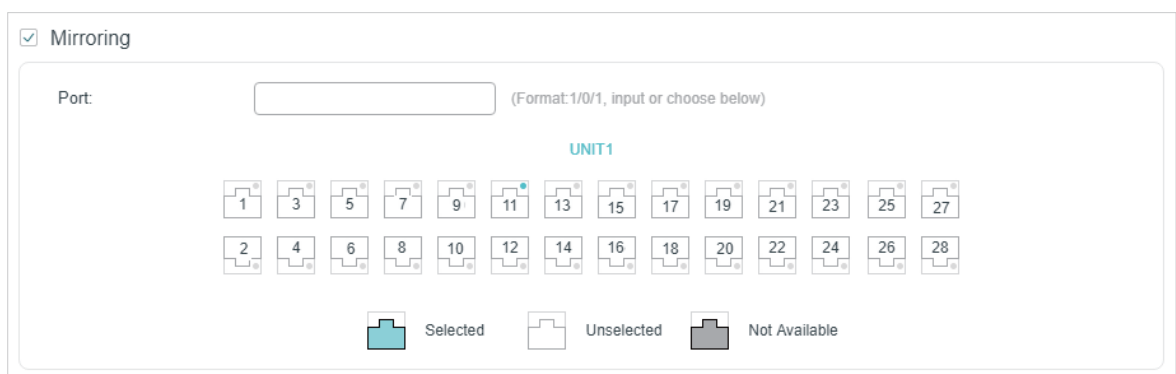 Mirroring
Port: (Format:1/0/1, input or choose below)
UNIT1
1 3 5 7 9 11 13 15 17 19 21 23 25 27
2 4 6 8 10 12 14 16 18 20 22 24 26 28
Selected Unselected Not Available